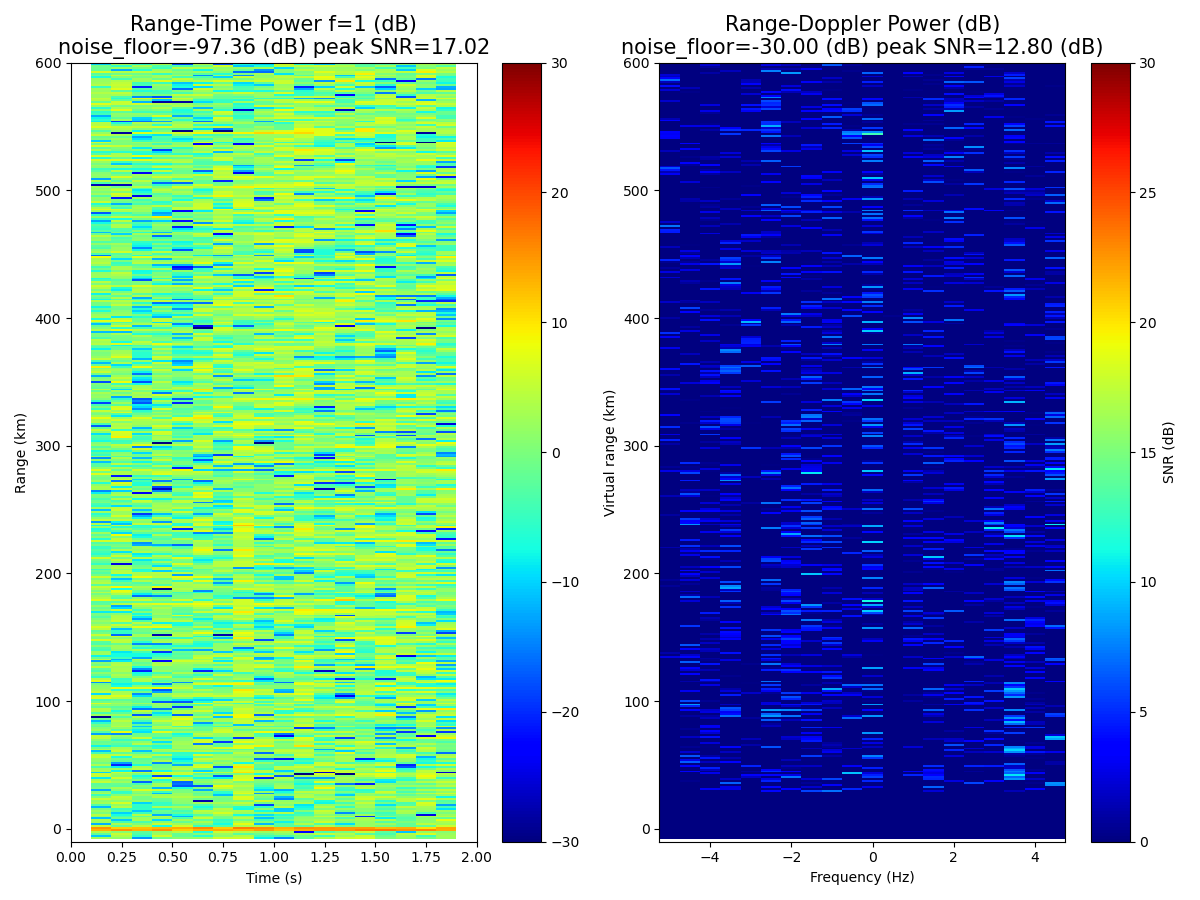 Range-Time Power f=1 (dB)
noise_floor=-97.36 (dB) peak SNR=17.02
Range-Doppler Power (dB)
noise_floor=-30.00 (dB) peak SNR=12.80 (dB)
600
500
400
300
200
100
0
Range (km)
0.00 0.25 0.50 0.75 1.00 1.25 1.50 1.75 2.00
Time (s)
30
20
10
0
−10
−20
−30
600
500
400
300
200
100
0
Virtual range (km)
−4 −2 0 2 4
Frequency (Hz)
30
25
20
15
10
5
0
SNR (dB)